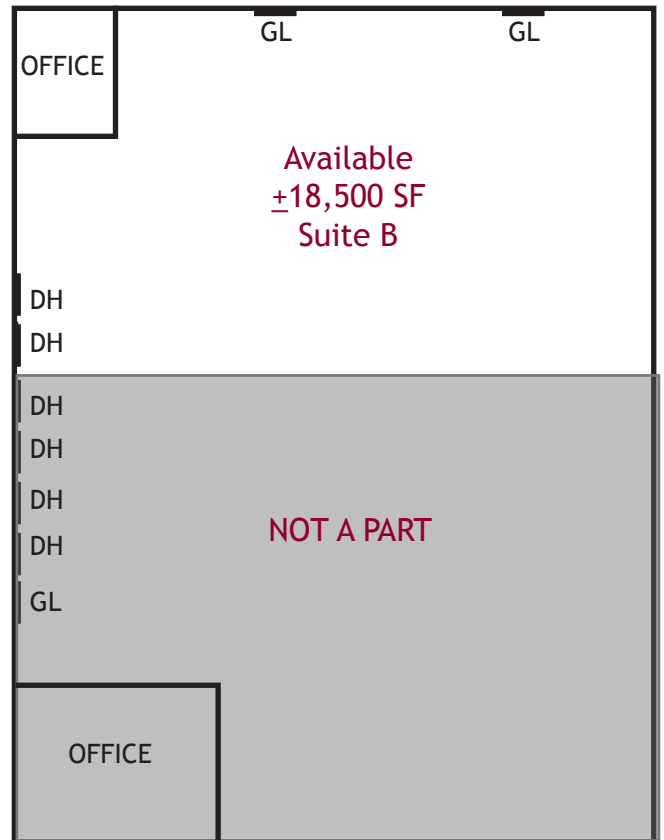 GL
GL
OFFICE
Available
±18,500 SF
Suite B
DH
DH
DH
DH
DH
DH
GL
NOT A PART
OFFICE